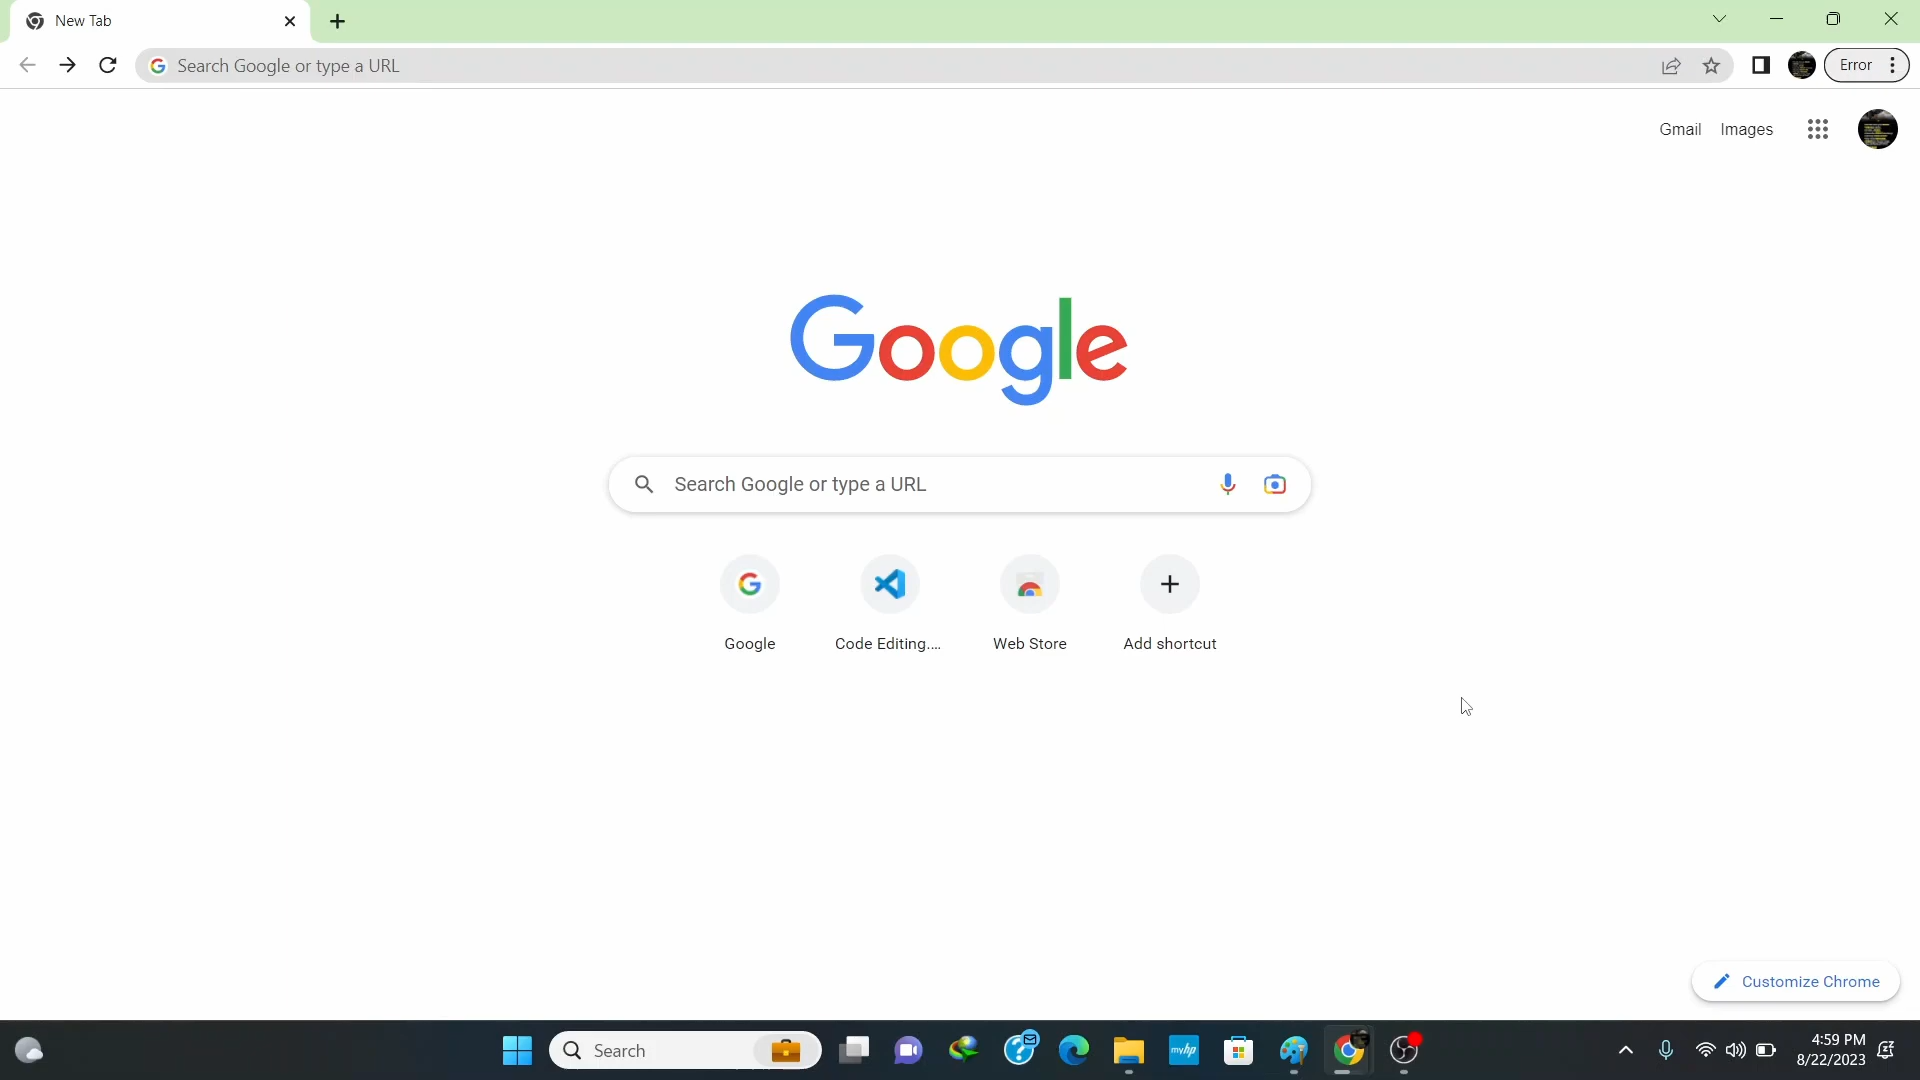 New Tab
Search Google or type a URL
Error
Gmail Images
Google
Search Google or type a URL
Google Code Editing.... Web Store Add shortcut
Customize Chrome
Search
myhp
4:59 PM
8/22/2023